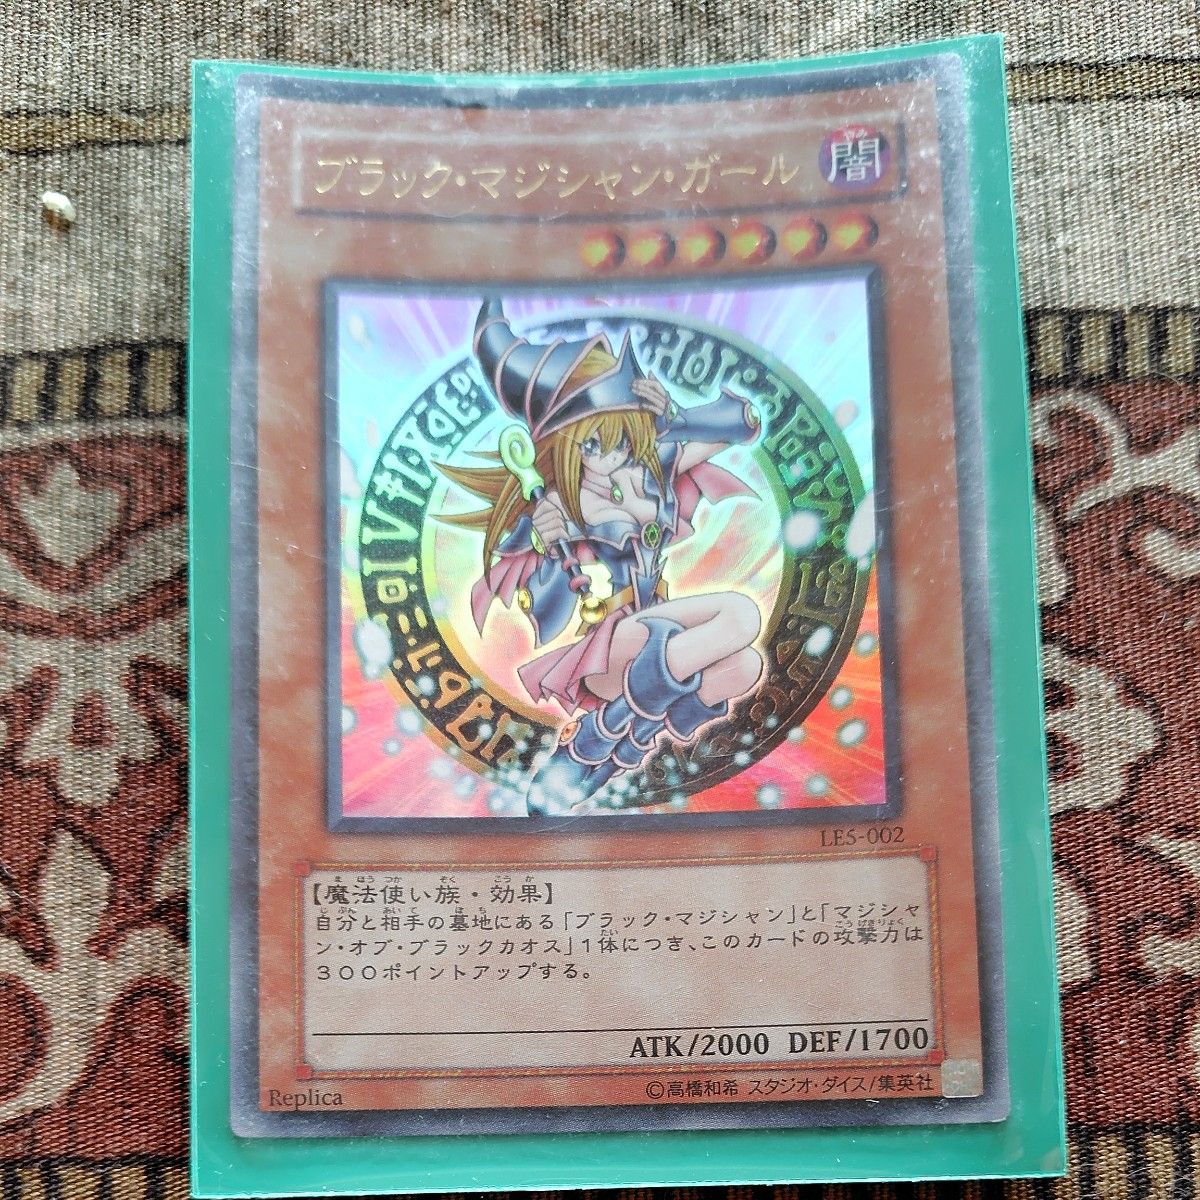 ブラック・マジシャン・ガール
闇
LE5-002
【魔法使い族・効果】
自分と相手の墓地にある「ブラック・マジシャン」と「マジシャ
ン・オブ・ブラックカオス」1体につき、このカードの攻撃力は
300ポイントアップする。
ATK/2000 DEF/1700
Replica
©高橋和希 スタジオ・ダイス/集英社